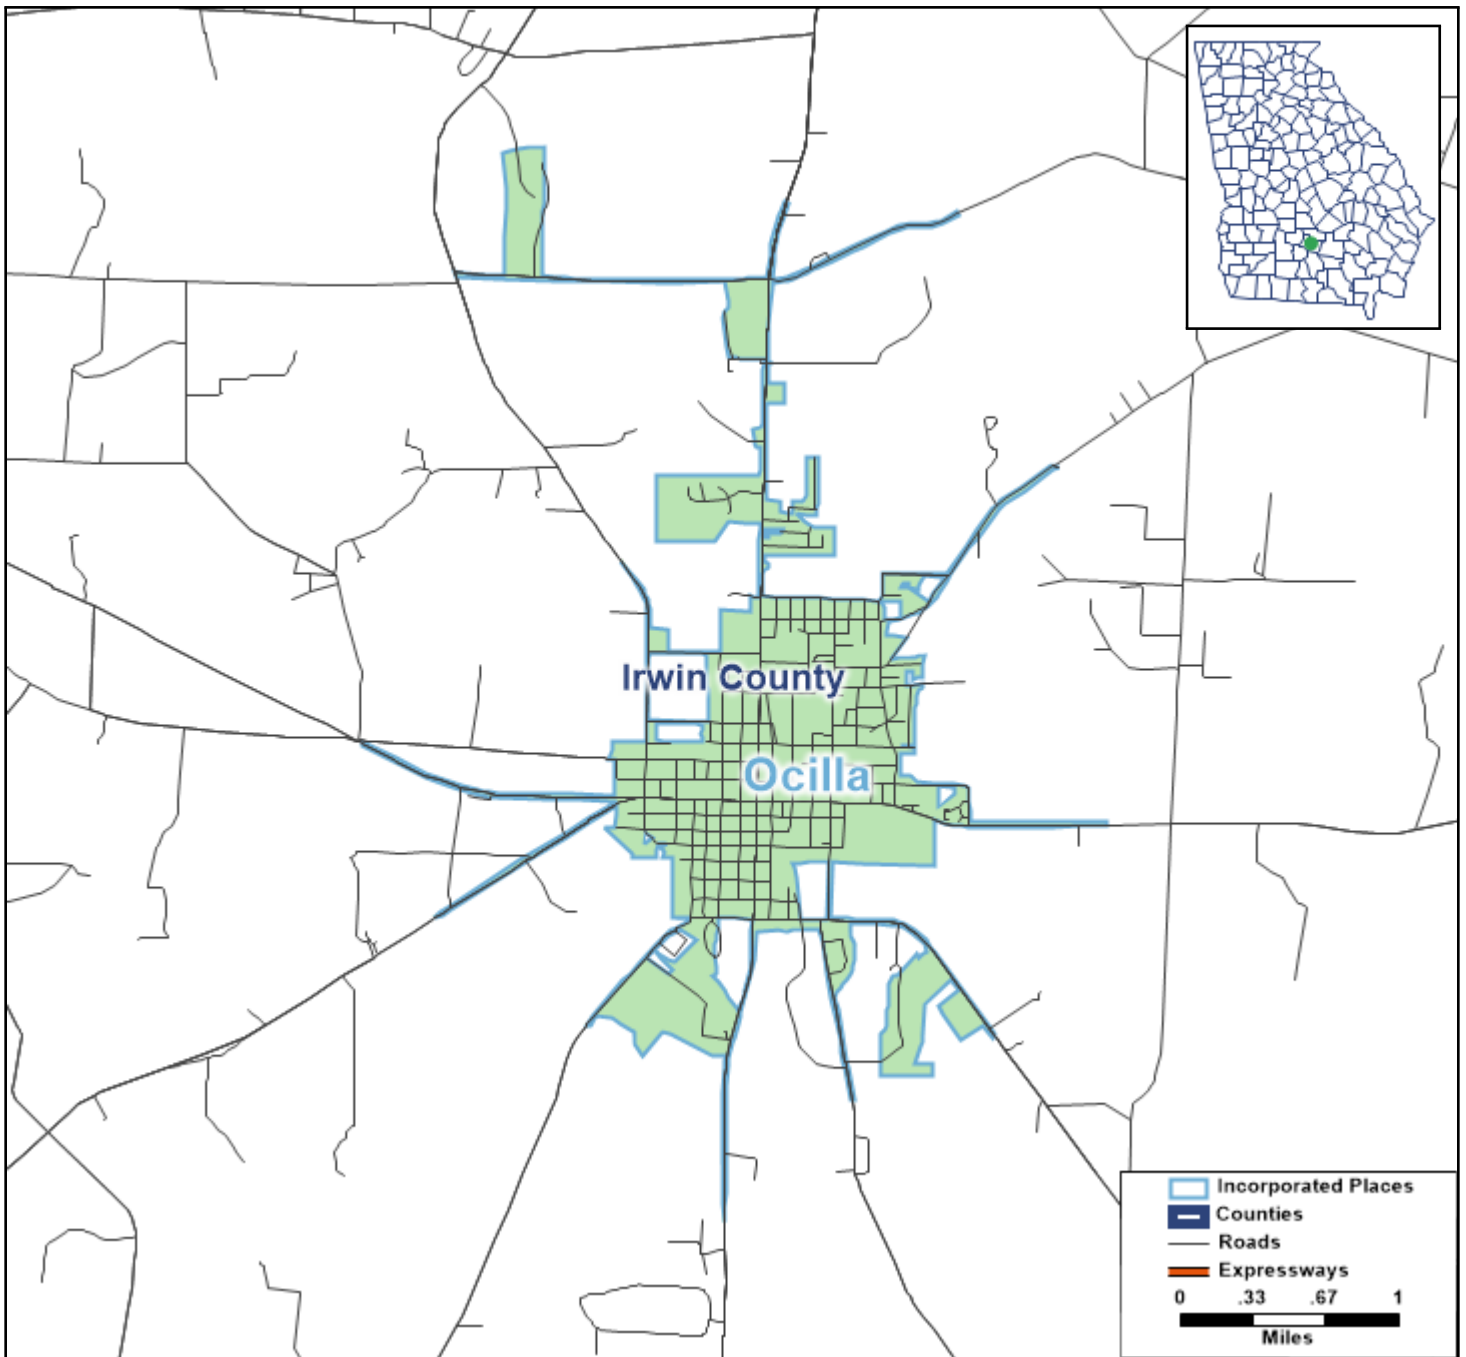 Irwin County
Ocilla
Incorporated Places
Counties
Roads
Expressways
0 .33 .67 1
Miles